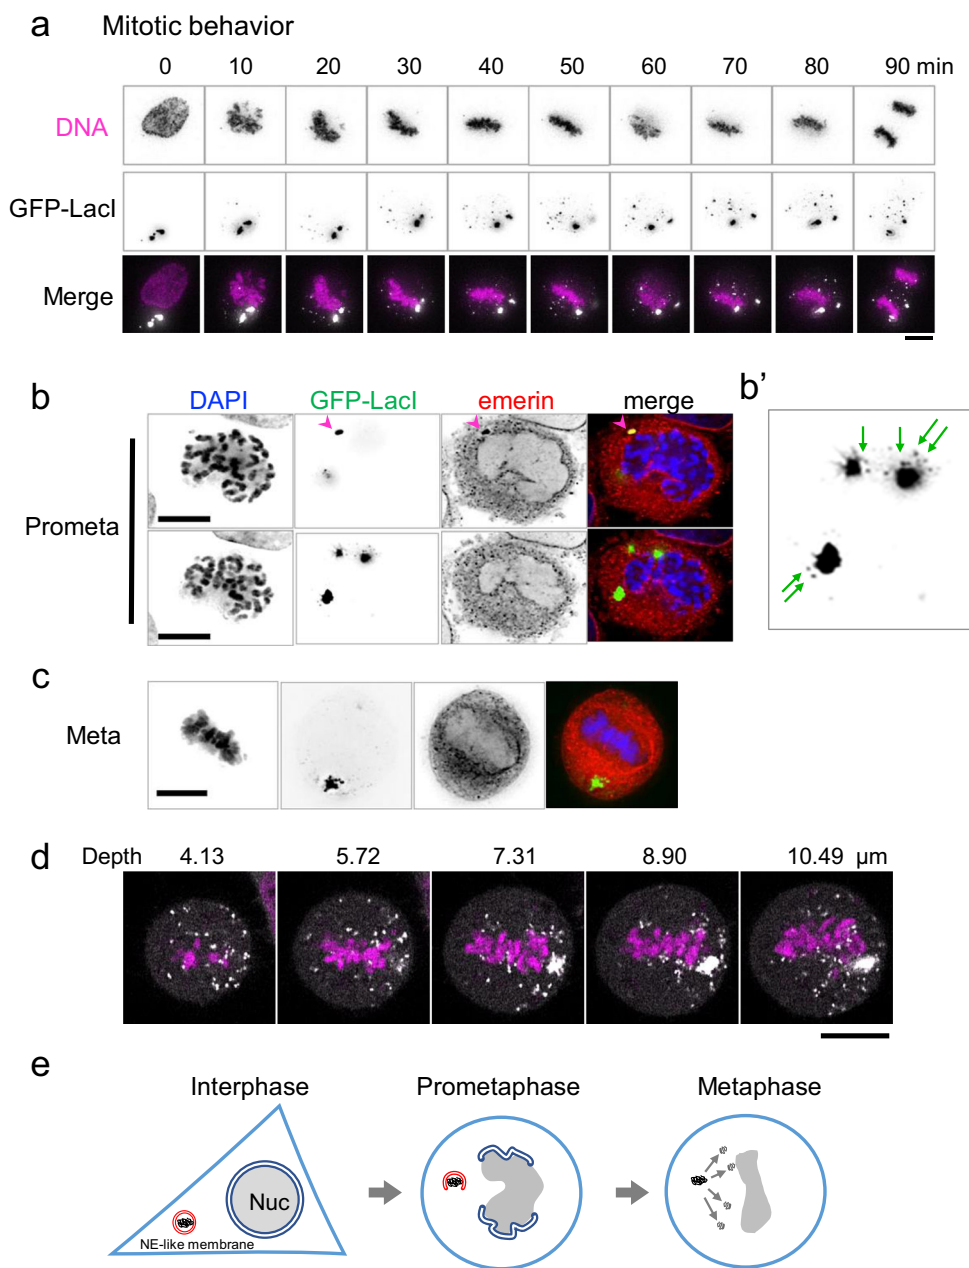 a Mitotic behavior
0 10 20 30 40 50 60 70 80 90 min
DNA
GFP-LacI
Merge
b DAPI GFP-LacI emerin merge b’
Prometa
c
Meta
d Depth 4.13 5.72 7.31 8.90 10.49 µm
e
Interphase Prometaphase Metaphase
Nuc
NE-like membrane